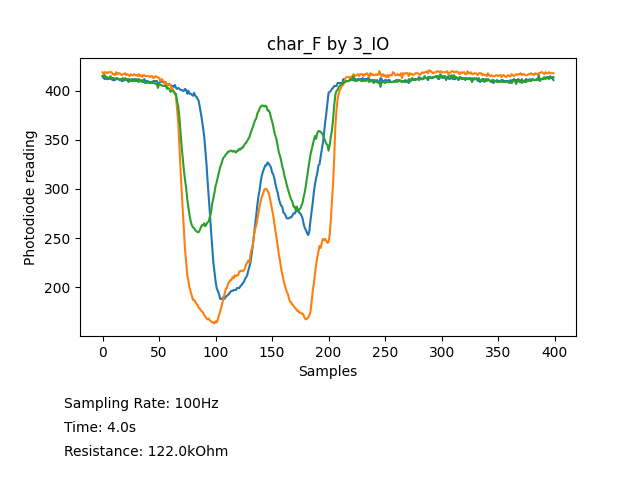 char_F by 3_IO
Photodiode reading
400
350
300
250
200
0 50 100 150 200 250 300 350 400
Samples
Sampling Rate: 100Hz
Time: 4.0s
Resistance: 122.0kOhm